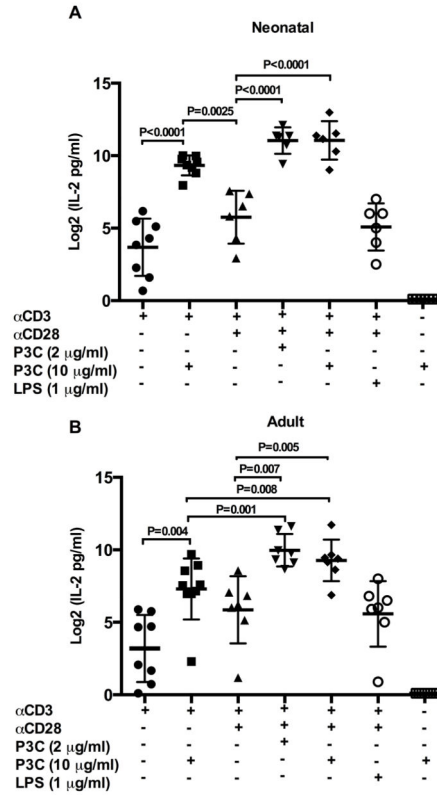 A
Neonatal
P<0.0001
P<0.0001
P=0.0025
P<0.0001
15
10
5
0
Log2 (IL-2 pg/ml)
αCD3 + + + + + + -
αCD28 - - + + + + -
P3C (2 μg/ml) - - - + - - -
P3C (10 μg/ml) - + - - + - +
LPS (1 μg/ml) - - - - - + -
B
Adult
P=0.005
P=0.007
P=0.008
P=0.001
P=0.004
15
10
5
0
Log2 (IL-2 pg/ml)
αCD3 + + + + + + -
αCD28 - - + + + + -
P3C (2 μg/ml) - - - + - - -
P3C (10 μg/ml) - + - - + - +
LPS (1 μg/ml) - - - - - + -